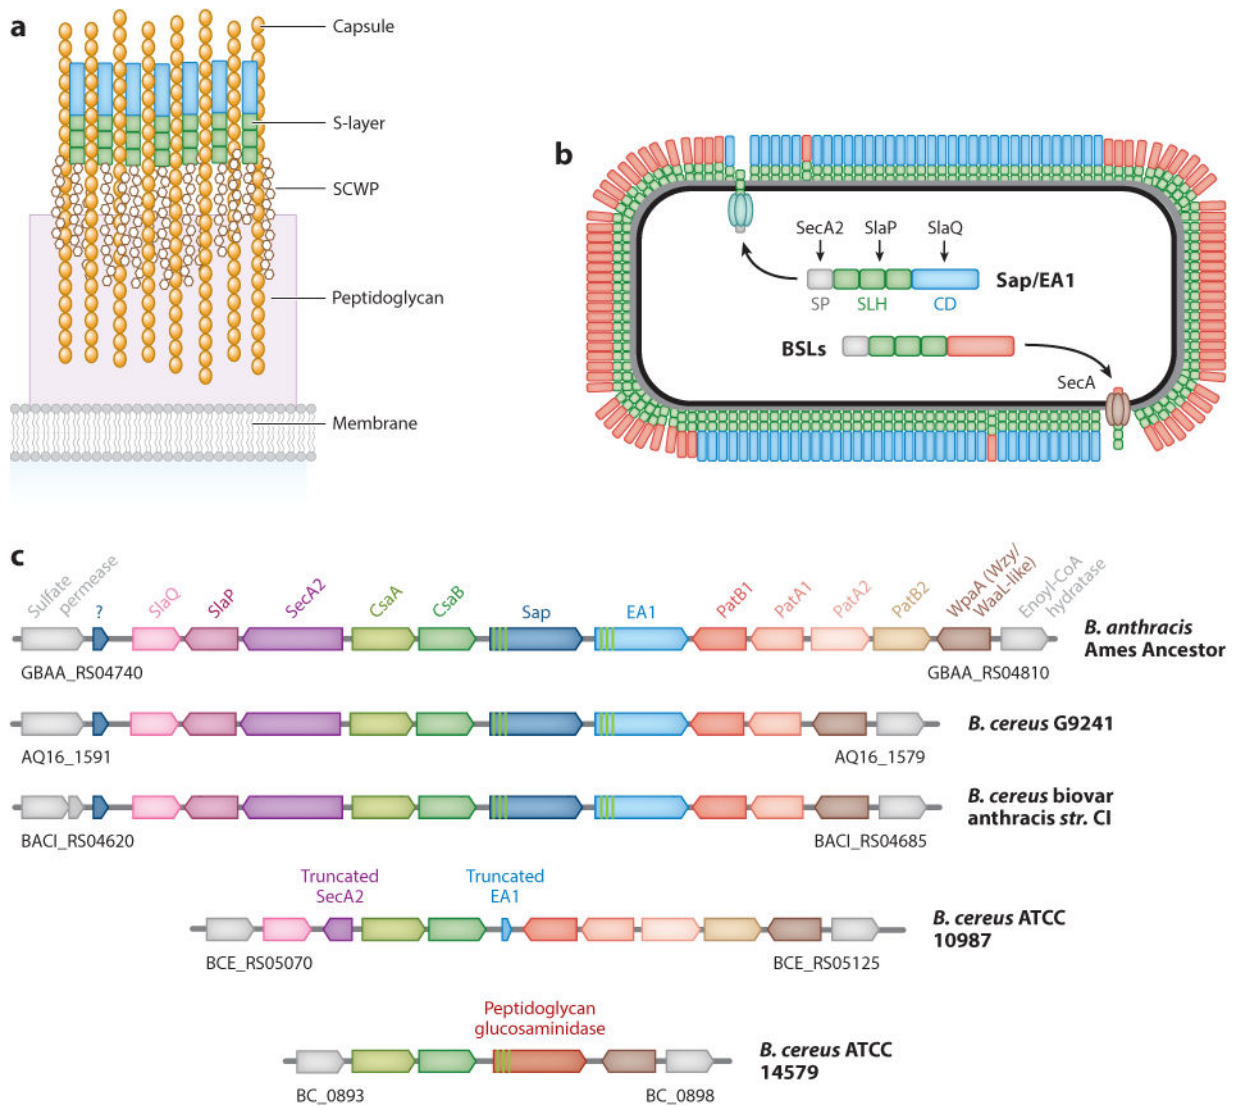 a
Capsule
S-layer
SCWP
Peptidoglycan
Membrane
b
SecA2 SlaP SlaQ
Sap/EA1
SP SLH CD
BSLs
SecA
c
Sulfate
permease
?
SlaQ
SlaP
SecA2
CsaA
CsaB
Sap
EA1
PatB1
PatA1
PatA2
PatB2
WpaA (Wzy/
WaaL-like)
Enoyl-CoA
hydratase
B. anthracis
Ames Ancestor
GBAA_RS04740 GBAA_RS04810
B. cereus G9241
AQ16_1591 AQ16_1579
B. cereus biovar
anthracis str. CI
BACI_RS04620 BACI_RS04685
Truncated
SecA2
Truncated
EA1
B. cereus ATCC
10987
BCE_RS05070 BCE_RS05125
Peptidoglycan
glucosaminidase
B. cereus ATCC
14579
BC_0893 BC_0898